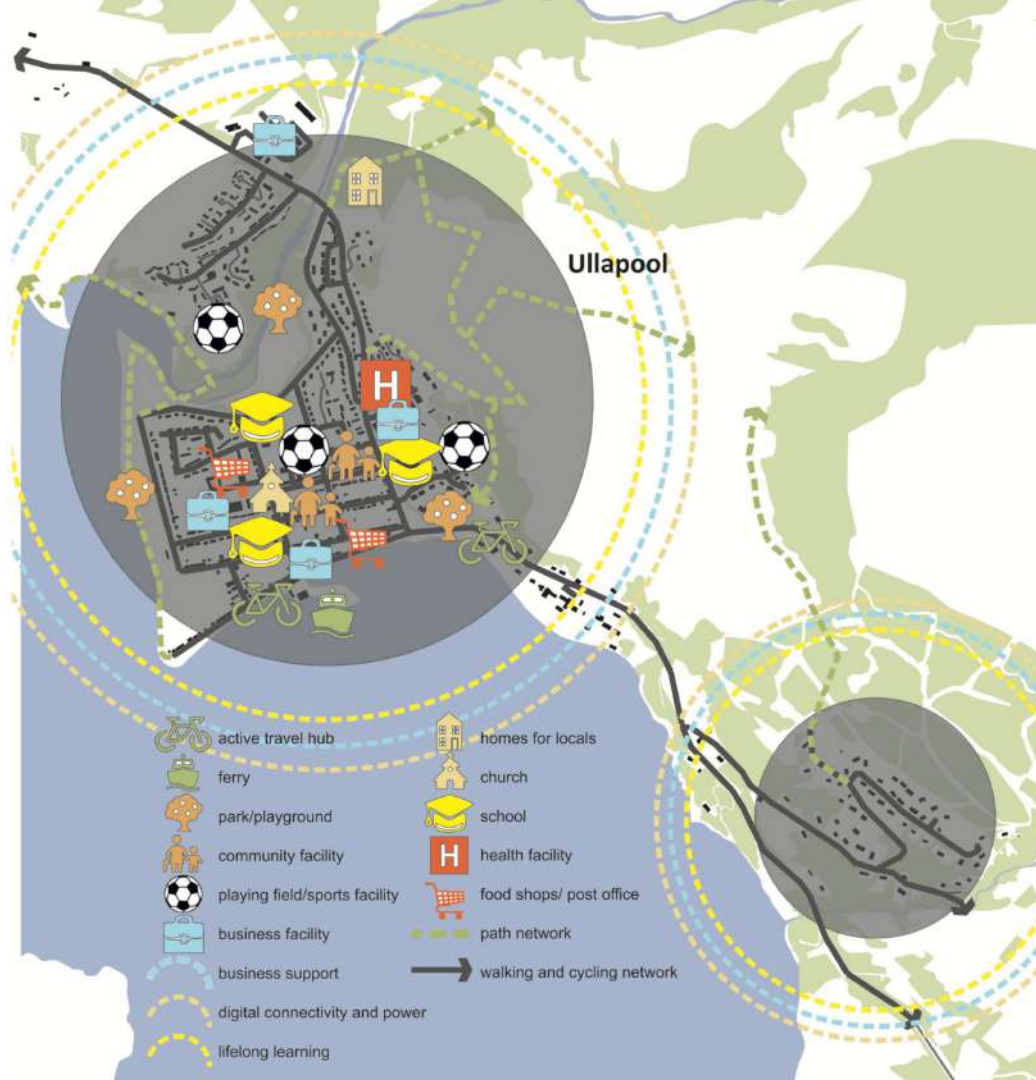 Ullapool
H
active travel hub
ferry
park/playground
community facility
playing field/sports facility
business facility
business support
digital connectivity and power
lifelong learning
homes for locals
church
school
H
health facility
food shops/ post office
path network
walking and cycling network